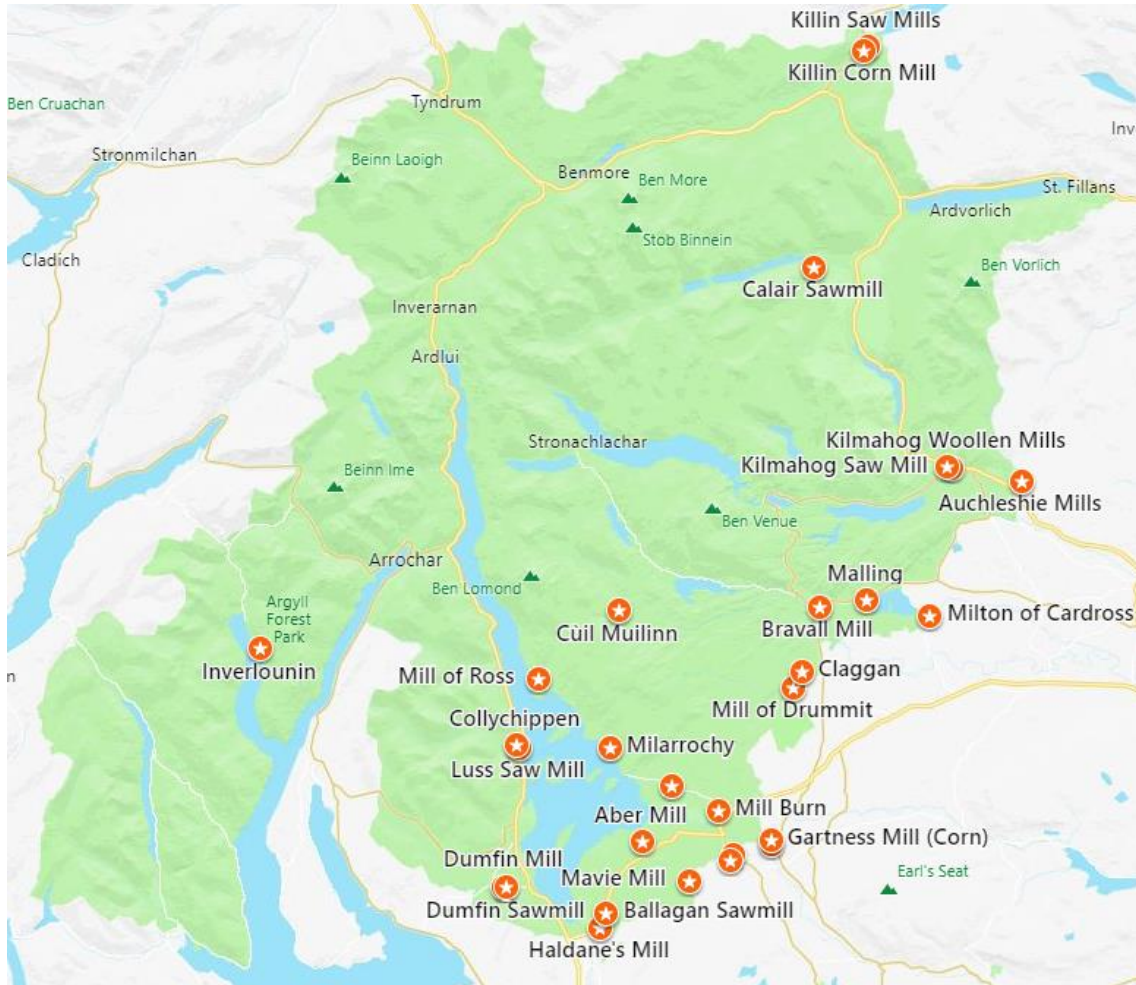 Killin Saw Mills
Killin Corn Mill
Ben Cruachan
Tyndrum
Inv
Stronmilchan
Beinn Laoigh
Benmore
Ben More
St. Fillans
Ardvorlich
Stob Binnein
Cladich
Ben Vorlich
Calair Sawmill
Inverarnan
Ardlui
Stronachlachar
Kilmahog Woollen Mills
Kilmahog Saw Mill
Beinn Ime
Auchleshie Mills
Ben Venue
Arrochar
Ben Lomond
Malling
Argyll
Forest
Park
Milton of Cardross
Bravall Mill
Cùil Muilinn
Inverlounin
Mill of Ross
Claggan
n
Mill of Drummit
Collychippen
Milarrochy
Luss Saw Mill
Aber Mill
Mill Burn
Gartness Mill (Corn)
Dumfin Mill
Mavie Mill
Earl's Seat
Dumfin Sawmill
Ballagan Sawmill
Haldane's Mill